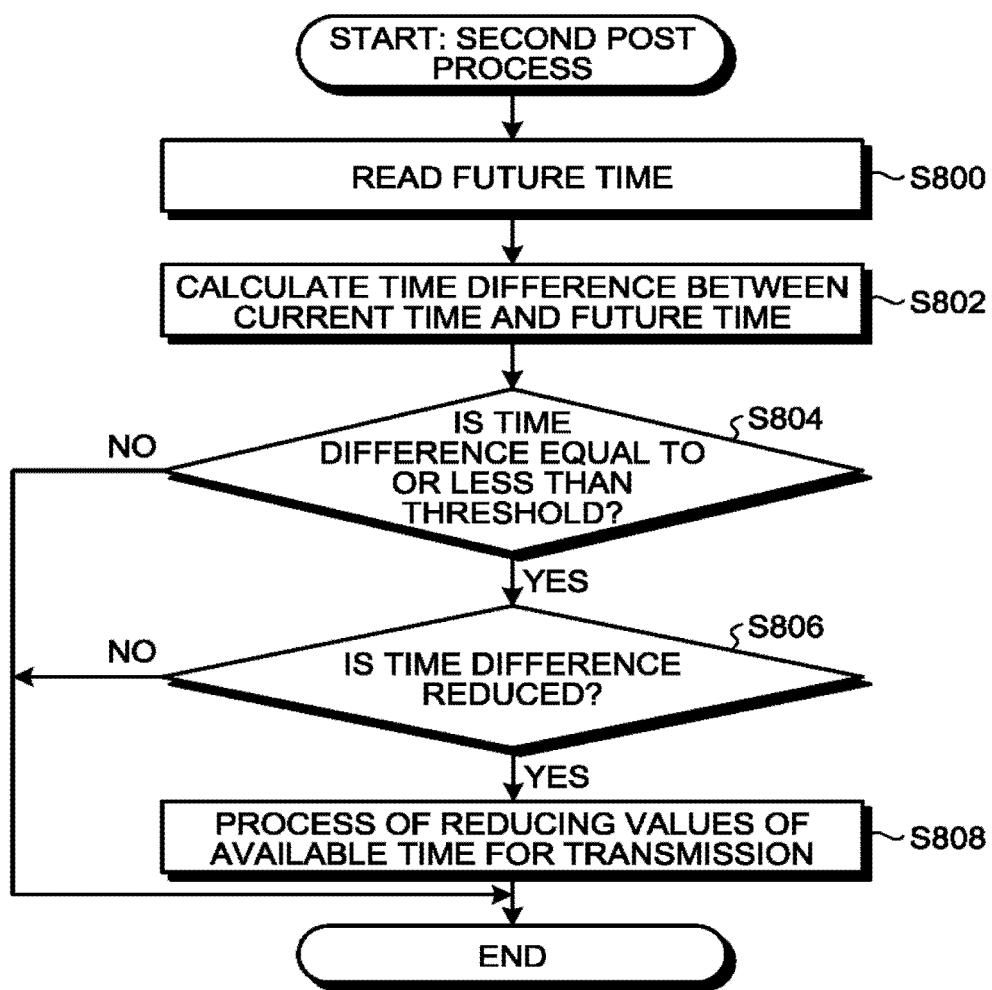 START: SECOND POST
PROCESS
READ FUTURE TIME
S800
CALCULATE TIME DIFFERENCE BETWEEN
CURRENT TIME AND FUTURE TIME
S802
IS TIME
DIFFERENCE EQUAL TO
OR LESS THAN
THRESHOLD?
S804
NO
YES
IS TIME DIFFERENCE
REDUCED?
S806
NO
YES
PROCESS OF REDUCING VALUES OF
AVAILABLE TIME FOR TRANSMISSION
S808
END